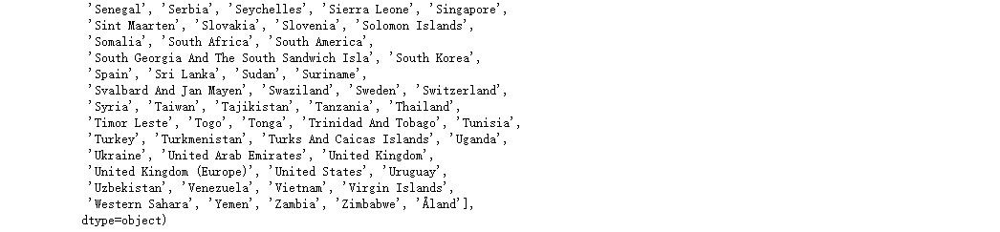 'Senegal', 'Serbia', 'Seychelles', 'Sierra Leone', 'Singapore',
'Sint Maarten', 'Slovakia', 'Slovenia', 'Solomon Islands',
'Somalia', 'South Africa', 'South America',
'South Georgia And The South Sandwich Isla', 'South Korea',
'Spain', 'Sri Lanka', 'Sudan', 'Suriname',
'Svalbard And Jan Mayen', 'Swaziland', 'Sweden', 'Switzerland',
'Syria', 'Taiwan', 'Tajikistan', 'Tanzania', 'Thailand',
'Timor Leste', 'Togo', 'Tonga', 'Trinidad And Tobago', 'Tunisia',
'Turkey', 'Turkmenistan', 'Turks And Caicas Islands', 'Uganda',
'Ukraine', 'United Arab Emirates', 'United Kingdom',
'United Kingdom (Europe)', 'United States', 'Uruguay',
'Uzbekistan', 'Venezuela', 'Vietnam', 'Virgin Islands',
'Western Sahara', 'Yemen', 'Zambia', 'Zimbabwe', 'Åland'],
dtype=object)